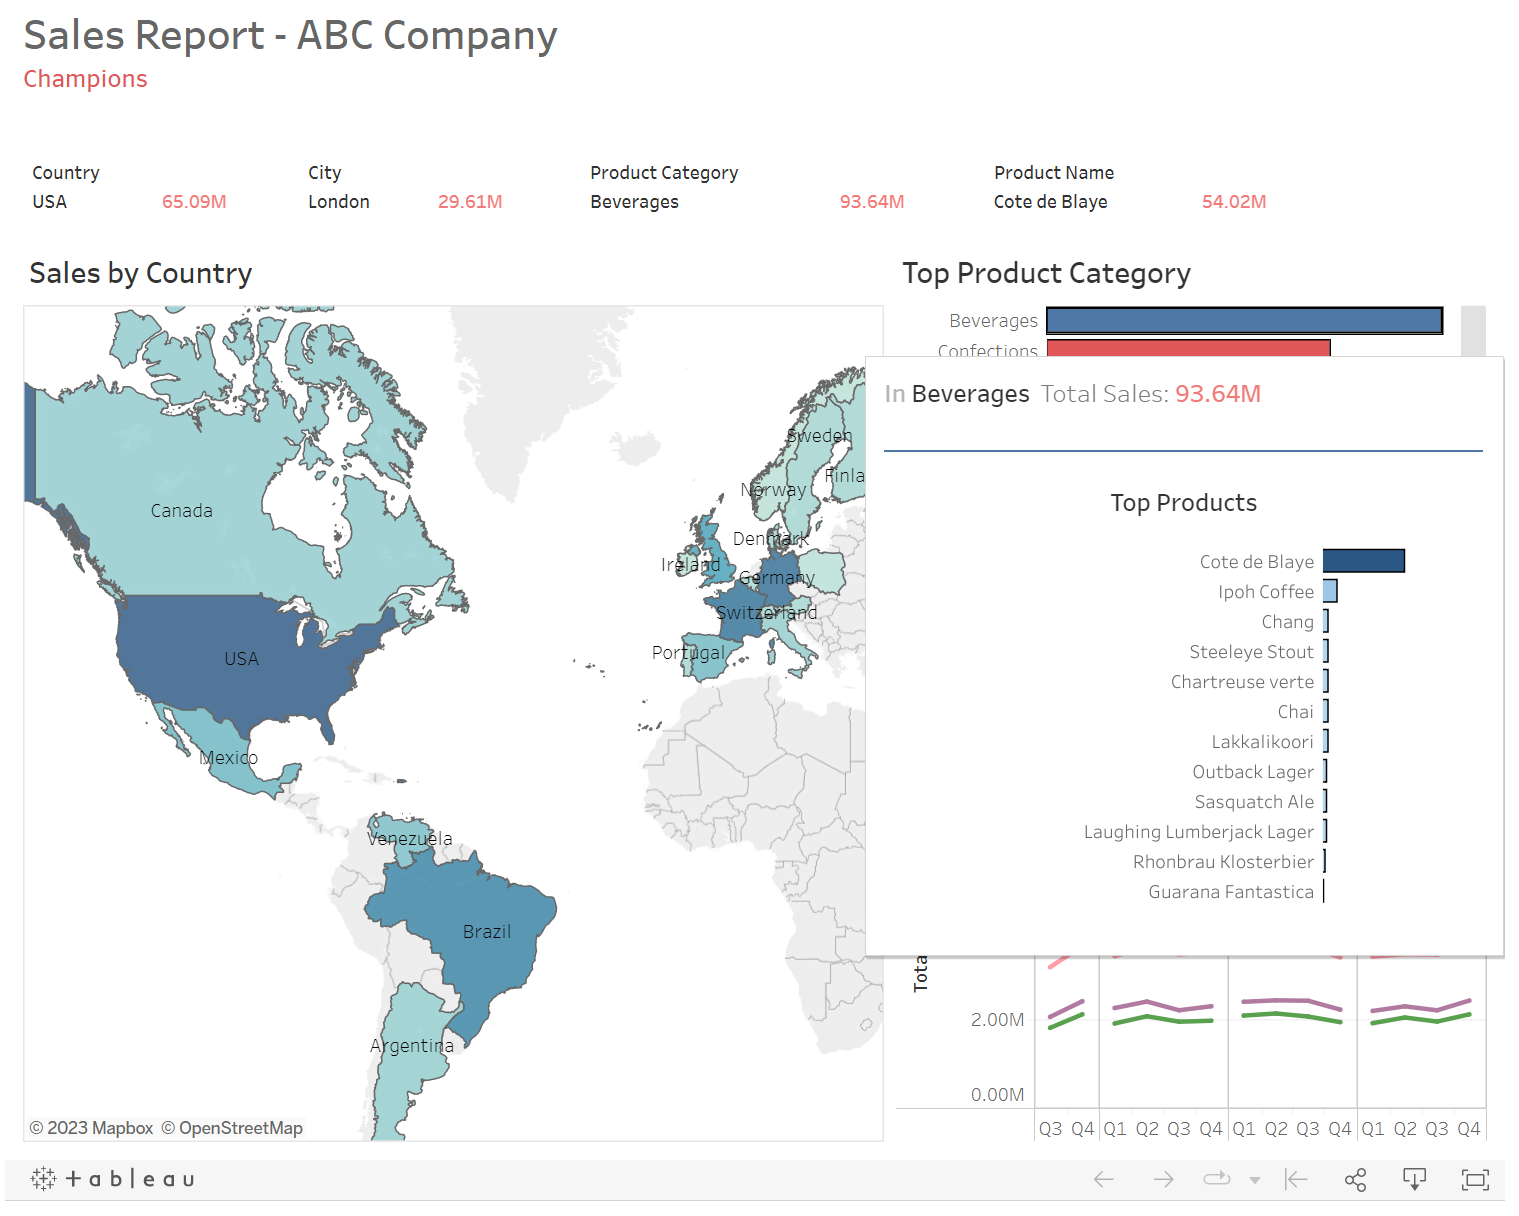 Sales Report - ABC Company
Champions
Country
USA 65.09M
City
London 29.61M
Product Category
Beverages 93.64M
Product Name
Cote de Blaye 54.02M
Sales by Country
Canada
USA
Mexico
Venezuela
Brazil
Argentina
Sweden
Norway
Finla
Denmark
Ireland
Germany
Switzerland
Portugal
© 2023 Mapbox © OpenStreetMap
Top Product Category
Beverages
Confections
In Beverages Total Sales: 93.64M
Top Products
Cote de Blaye
Ipoh Coffee
Chang
Steeleye Stout
Chartreuse verte
Chai
Lakkalikoori
Outback Lager
Sasquatch Ale
Laughing Lumberjack Lager
Rhonbrau Klosterbier
Guarana Fantastica
Tota
2.00M
0.00M
Q3 Q4 Q1 Q2 Q3 Q4 Q1 Q2 Q3 Q4 Q1 Q2 Q3 Q4
+ a b l e a u